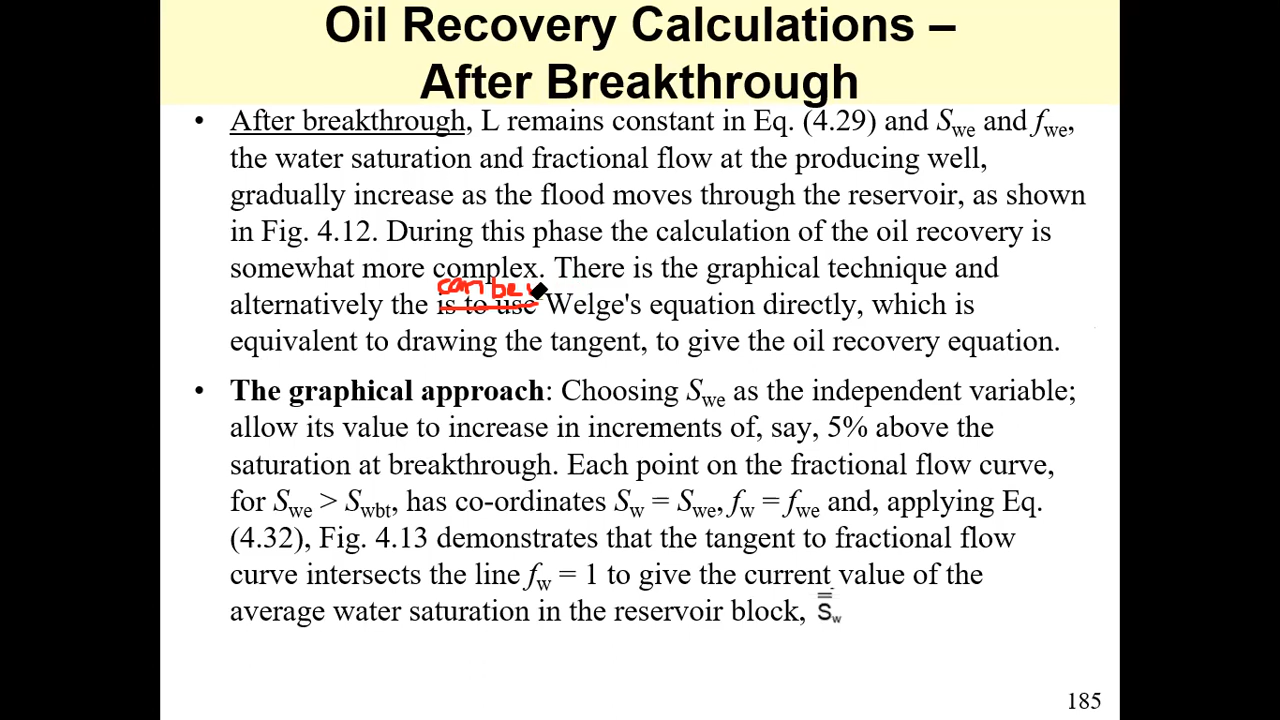 Oil Recovery Calculations –
After Breakthrough
• After breakthrough, L remains constant in Eq. (4.29) and Swe and fwe,
the water saturation and fractional flow at the producing well,
gradually increase as the flood moves through the reservoir, as shown
in Fig. 4.12. During this phase the calculation of the oil recovery is
somewhat more complex. There is the graphical technique and
can be
alternatively the is to use Welge's equation directly, which is
equivalent to drawing the tangent, to give the oil recovery equation.
• The graphical approach: Choosing Swe as the independent variable;
allow its value to increase in increments of, say, 5% above the
saturation at breakthrough. Each point on the fractional flow curve,
for Swe > Swbt, has co-ordinates Sw = Swe, fw = fwe and, applying Eq.
(4.32), Fig. 4.13 demonstrates that the tangent to fractional flow
curve intersects the line fw = 1 to give the current value of the
average water saturation in the reservoir block, S̿w
185